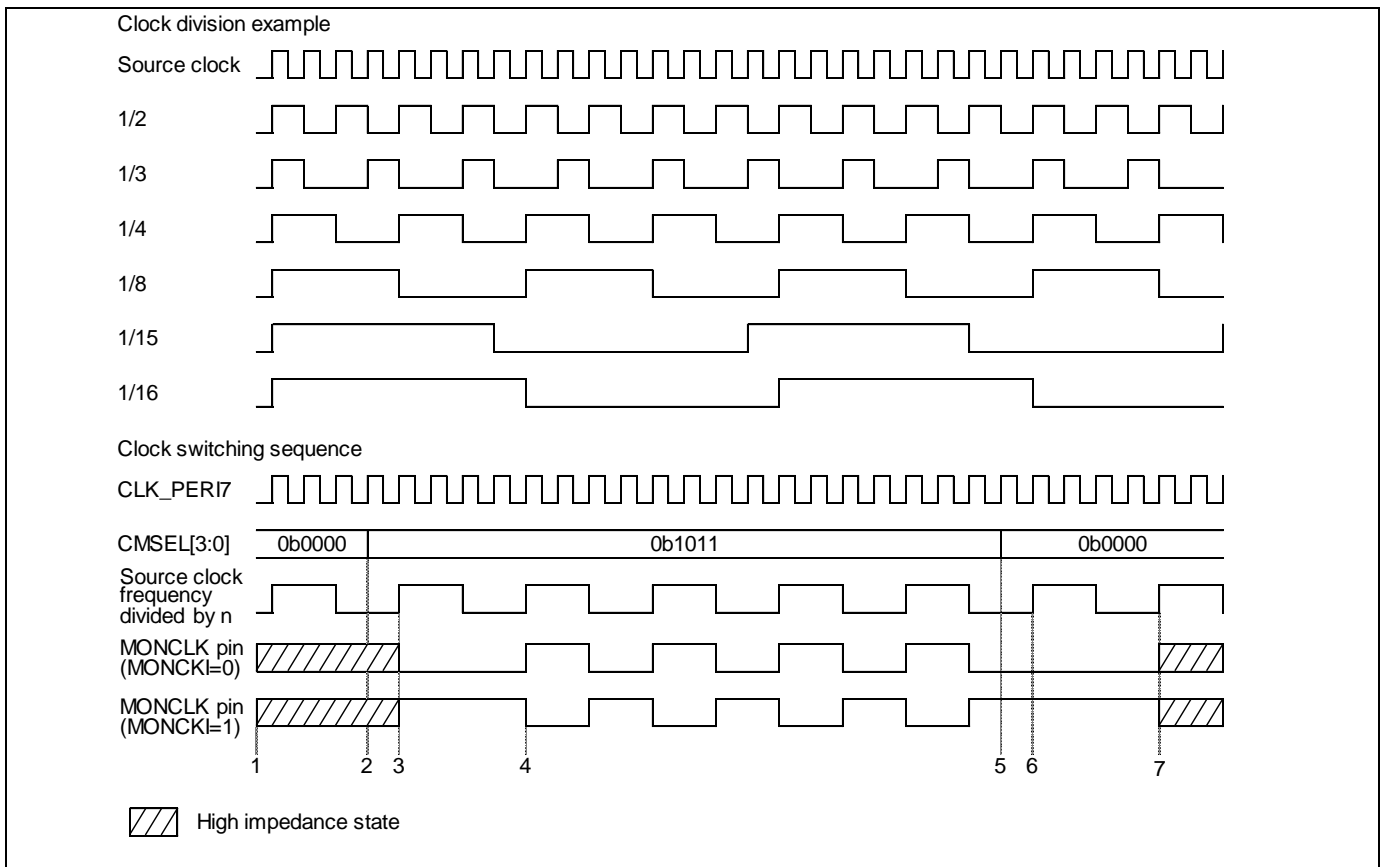 Clock division example
Source clock
1/2
1/3
1/4
1/8
1/15
1/16
Clock switching sequence
CLK_PERI7
CMSEL[3:0] 0b0000 0b1011 0b0000
Source clock
frequency
divided by n
MONCLK pin
(MONCKI=0)
MONCLK pin
(MONCKI=1)
1 2 3 4 5 6 7
High impedance state